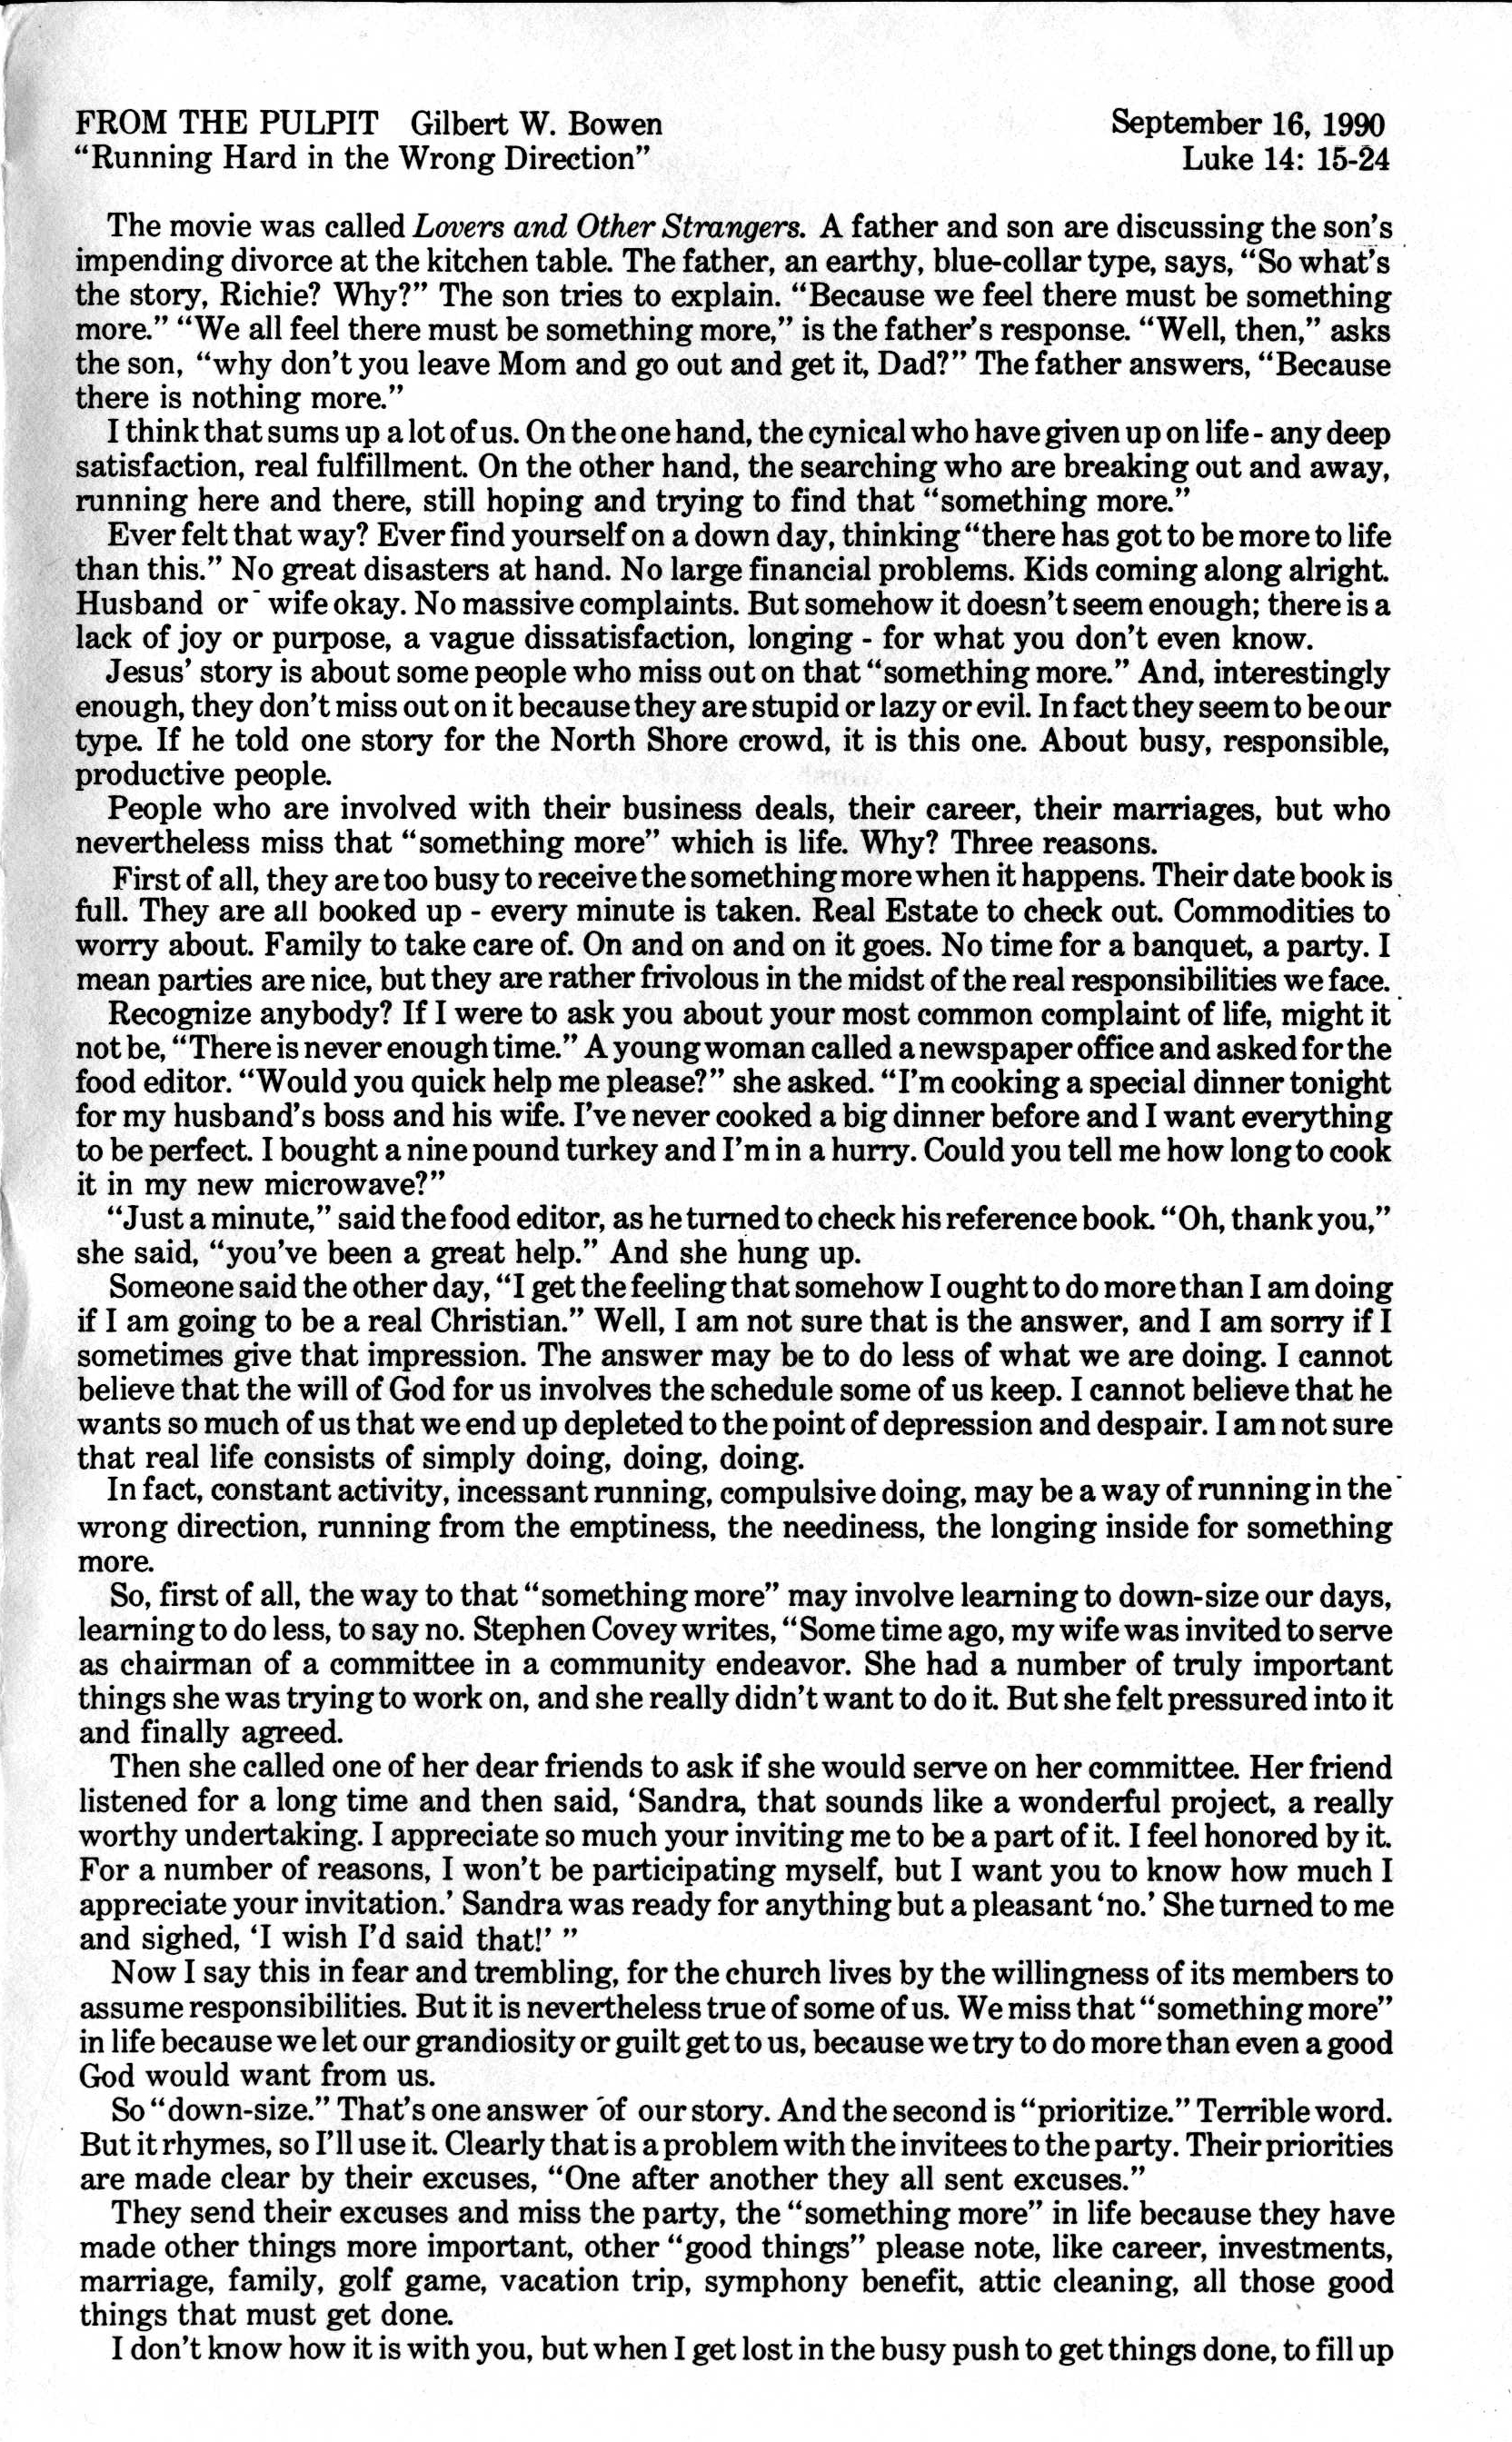 FROM THE PULPIT Gilbert W. Bowen September 16, 1990
“Running Hard in the Wrong Direction” Luke 14: 15-24
The movie was called Lovers and Other Strangers. A father and son are discussing the son's
impending divorce at the kitchen table. The father, an earthy, blue-collar type, says, “So what's
the story, Richie? Why?” The son tries to explain. “Because we feel there must be something
more.” “We all feel there must be something more,” is the father's response. “Well, then,” asks
the son, “why don't you leave Mom and go out and get it, Dad?” The father answers, “Because
there is nothing more.”
I think that sums up a lot of us. On the one hand, the cynical who have given up on life - any deep
satisfaction, real fulfillment. On the other hand, the searching who are breaking out and away,
running here and there, still hoping and trying to find that “something more.”
Ever felt that way? Ever find yourself on a down day, thinking “there has got to be more to life
than this.” No great disasters at hand. No large financial problems. Kids coming along alright.
Husband or wife okay. No massive complaints. But somehow it doesn't seem enough; there is a
lack of joy or purpose, a vague dissatisfaction, longing - for what you don't even know.
Jesus' story is about some people who miss out on that “something more.” And, interestingly
enough, they don't miss out on it because they are stupid or lazy or evil. In fact they seem to be our
type. If he told one story for the North Shore crowd, it is this one. About busy, responsible,
productive people.
People who are involved with their business deals, their career, their marriages, but who
nevertheless miss that “something more” which is life. Why? Three reasons.
First of all, they are too busy to receive the something more when it happens. Their date book is
full. They are all booked up - every minute is taken. Real Estate to check out. Commodities to
worry about. Family to take care of. On and on and on it goes. No time for a banquet, a party. I
mean parties are nice, but they are rather frivolous in the midst of the real responsibilities we face.
Recognize anybody? If I were to ask you about your most common complaint of life, might it
not be, “There is never enough time.” A young woman called a newspaper office and asked for the
food editor. “Would you quick help me please?” she asked. “I'm cooking a special dinner tonight
for my husband's boss and his wife. I've never cooked a big dinner before and I want everything
to be perfect. I bought a nine pound turkey and I'm in a hurry. Could you tell me how long to cook
it in my new microwave?”
“Just a minute,” said the food editor, as he turned to check his reference book. “Oh, thank you,”
she said, “you've been a great help.” And she hung up.
Someone said the other day, “I get the feeling that somehow I ought to do more than I am doing
if I am going to be a real Christian.” Well, I am not sure that is the answer, and I am sorry if I
sometimes give that impression. The answer may be to do less of what we are doing. I cannot
believe that the will of God for us involves the schedule some of us keep. I cannot believe that he
wants so much of us that we end up depleted to the point of depression and despair. I am not sure
that real life consists of simply doing, doing, doing.
In fact, constant activity, incessant running, compulsive doing, may be a way of running in the
wrong direction, running from the emptiness, the neediness, the longing inside for something
more.
So, first of all, the way to that “something more” may involve learning to down-size our days,
learning to do less, to say no. Stephen Covey writes, “Some time ago, my wife was invited to serve
as chairman of a committee in a community endeavor. She had a number of truly important
things she was trying to work on, and she really didn't want to do it. But she felt pressured into it
and finally agreed.
Then she called one of her dear friends to ask if she would serve on her committee. Her friend
listened for a long time and then said, ‘Sandra, that sounds like a wonderful project, a really
worthy undertaking. I appreciate so much your inviting me to be a part of it. I feel honored by it.
For a number of reasons, I won't be participating myself, but I want you to know how much I
appreciate your invitation.’ Sandra was ready for anything but a pleasant ‘no.’ She turned to me
and sighed, ‘I wish I'd said that!’ ”
Now I say this in fear and trembling, for the church lives by the willingness of its members to
assume responsibilities. But it is nevertheless true of some of us. We miss that “something more”
in life because we let our grandiosity or guilt get to us, because we try to do more than even a good
God would want from us.
So “down-size.” That's one answer of our story. And the second is “prioritize.” Terrible word.
But it rhymes, so I'll use it. Clearly that is a problem with the invitees to the party. Their priorities
are made clear by their excuses, “One after another they all sent excuses.”
They send their excuses and miss the party, the “something more” in life because they have
made other things more important, other “good things” please note, like career, investments,
marriage, family, golf game, vacation trip, symphony benefit, attic cleaning, all those good
things that must get done.
I don't know how it is with you, but when I get lost in the busy push to get things done, to fill up